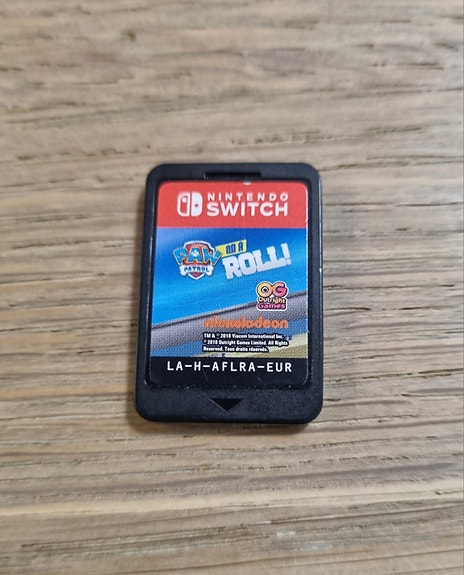 NINTENDO
SWITCH
PAW
PATROL
ON A
ROLL!
OG
Outright
Games
nickelodeon
TM & © 2018 Viacom International Inc.
© 2018 Outright Games Limited. All Rights
Reserved. Tous droits réservés.
LA-H-AFLRA-EUR